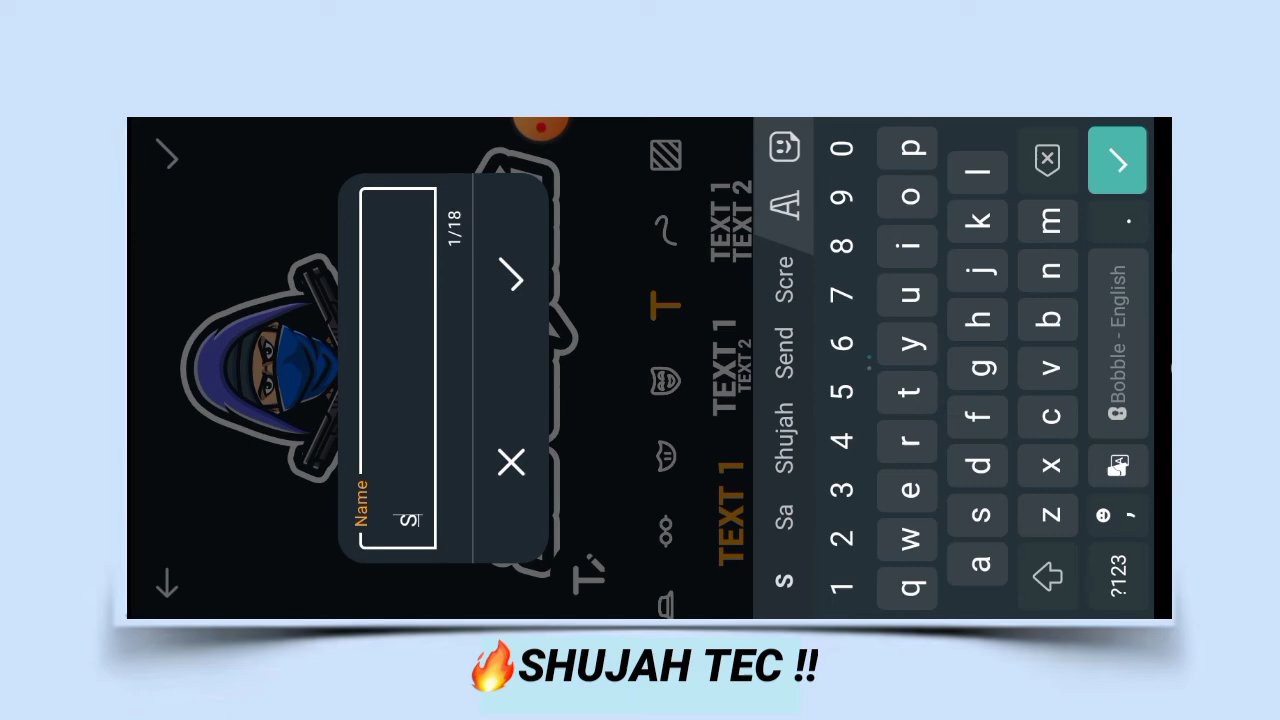 Name
S
1/18
TEXT 1
TEXT 1
TEXT 2
TEXT 1
TEXT 2
s Sa Shujah Send Scre
1 2 3 4 5 6 7 8 9 0
q w e r t y u i o p
a s d f g h j k l
z x c v b n m
?123 , Bobble - English .
🔥SHUJAH TEC !!